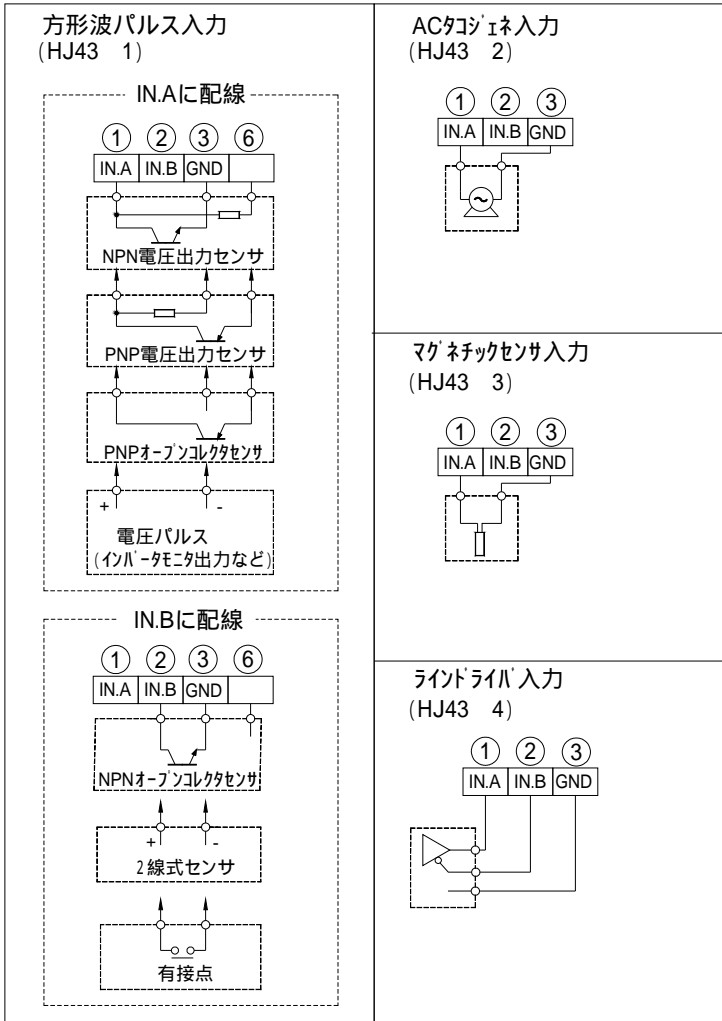 方形波パルス入力
(HJ43 1)
IN.Aに配線
① ② ③ ⑥
IN.A IN.B GND
NPN電圧出力センサ
PNP電圧出力センサ
PNPｵｰﾌﾟﾝｺﾚｸﾀセンサ
+ -
電圧パルス
(ｲﾝﾊﾞｰﾀﾓﾆﾀ出力など)
IN.Bに配線
① ② ③ ⑥
IN.A IN.B GND
NPNｵｰﾌﾟﾝｺﾚｸﾀセンサ
+ -
2線式センサ
有接点
ACﾀｺｼﾞｪﾈ入力
(HJ43 2)
① ② ③
IN.A IN.B GND
~
ﾏｸﾞﾈﾁｯｸセンサ入力
(HJ43 3)
① ② ③
IN.A IN.B GND
ﾗｲﾝﾄﾞﾗｲﾊﾞ入力
(HJ43 4)
① ② ③
IN.A IN.B GND